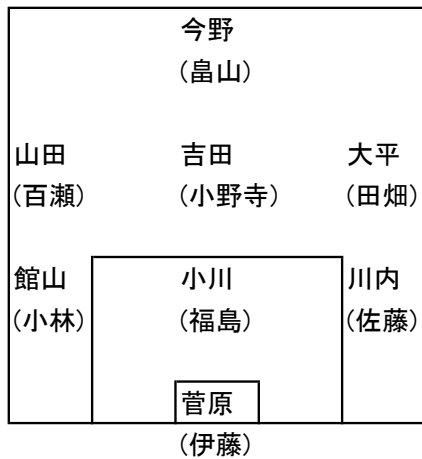 今野
(畠山)
山田 吉田 大平
(百瀬) (小野寺) (田畑)
館山 小川 川内
(小林) (福島) (佐藤)
菅原
(伊藤)